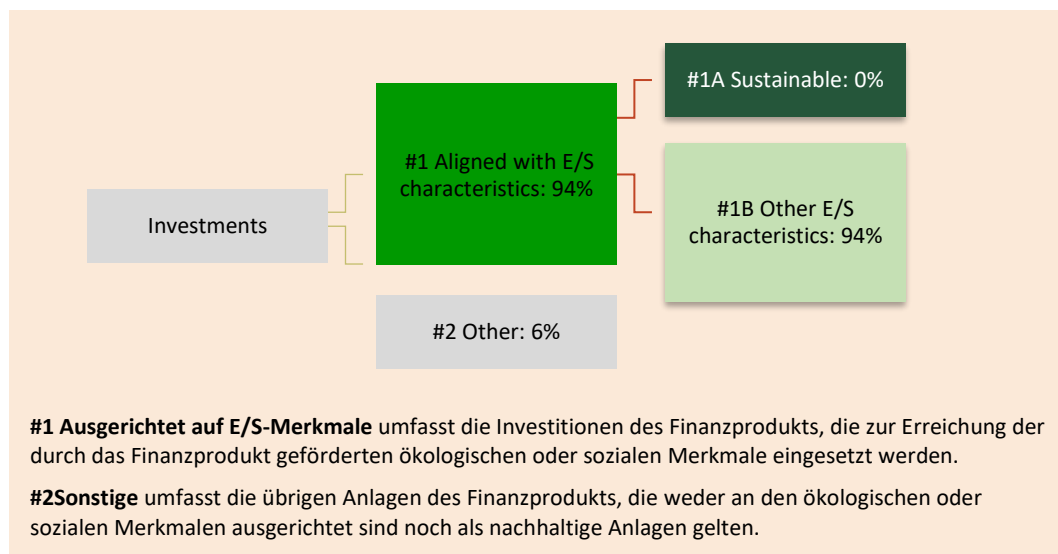 #1A Sustainable: 0%
#1 Aligned with E/S
characteristics: 94%
#1B Other E/S
characteristics: 94%
Investments
#2 Other: 6%
#1 Ausgerichtet auf E/S-Merkmale umfasst die Investitionen des Finanzprodukts, die zur Erreichung der
durch das Finanzprodukt geförderten ökologischen oder sozialen Merkmale eingesetzt werden.
#2Sonstige umfasst die übrigen Anlagen des Finanzprodukts, die weder an den ökologischen oder
sozialen Merkmalen ausgerichtet sind noch als nachhaltige Anlagen gelten.